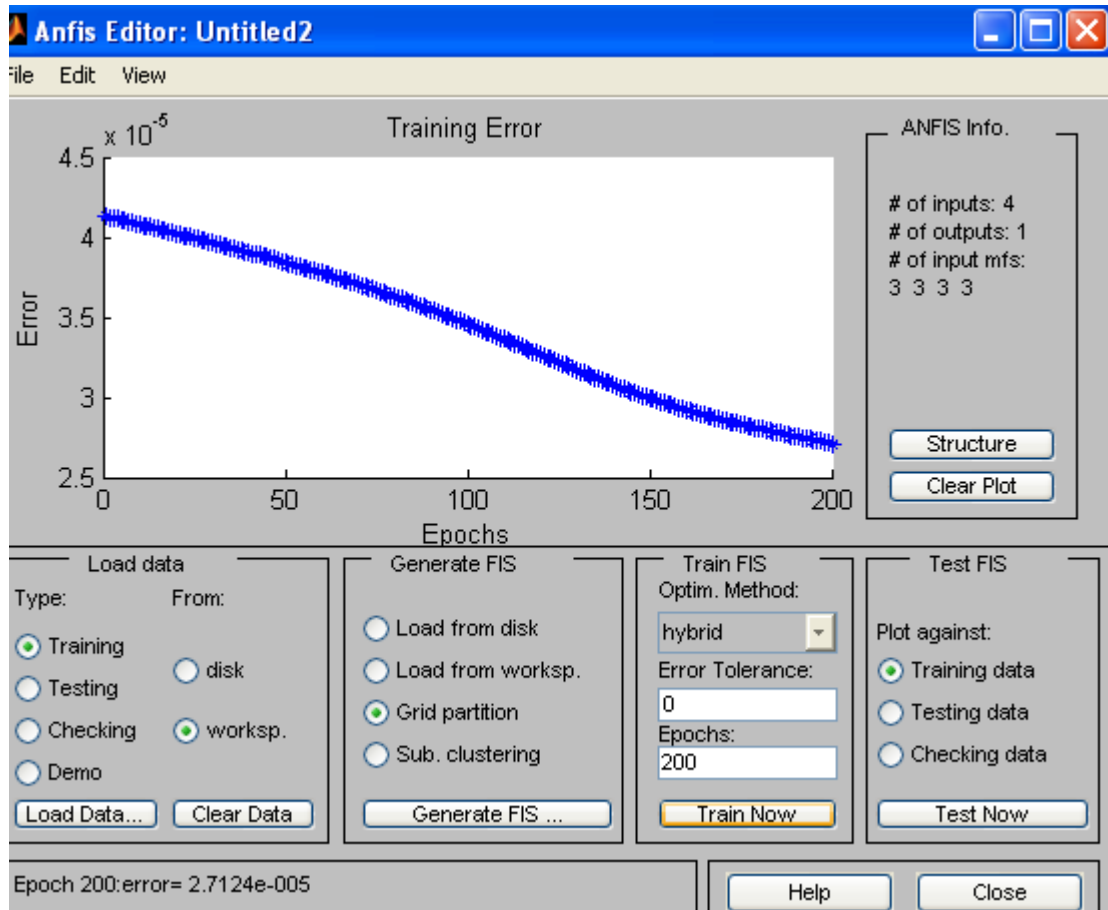 Anfis Editor: Untitled2
File Edit View
x 10^-5
Training Error
4.5
4
3.5
3
2.5
Error
0 50 100 150 200
Epochs
ANFIS Info.
# of inputs: 4
# of outputs: 1
# of input mfs:
3 3 3 3
Structure
Clear Plot
Load data
Type: From:
Training
disk
Testing
Checking
worksp.
Demo
Load Data... Clear Data
Generate FIS
Load from disk
Load from worksp.
Grid partition
Sub. clustering
Generate FIS ...
Train FIS
Optim. Method:
hybrid
Error Tolerance:
0
Epochs:
200
Train Now
Test FIS
Plot against:
Training data
Testing data
Checking data
Test Now
Epoch 200:error= 2.7124e-005
Help Close